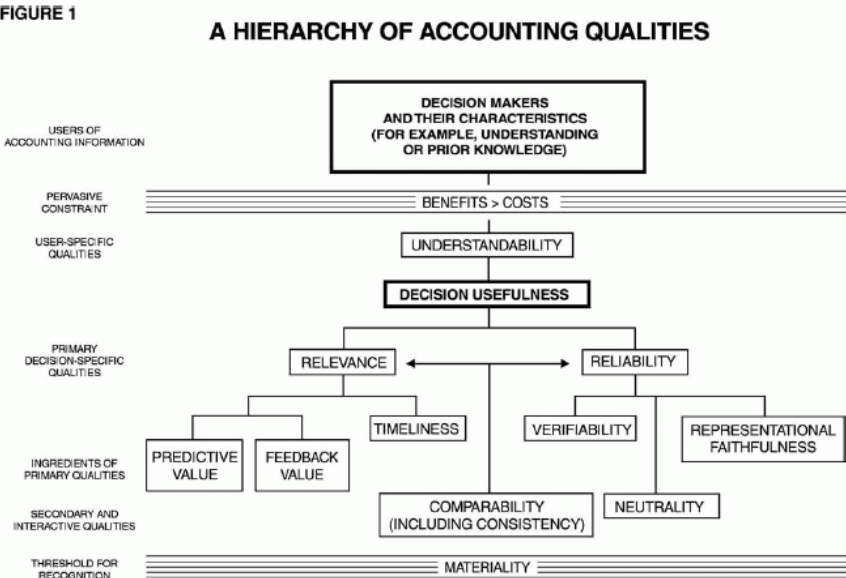 FIGURE 1
A HIERARCHY OF ACCOUNTING QUALITIES
USERS OF
ACCOUNTING INFORMATION
DECISION MAKERS
AND THEIR CHARACTERISTICS
(FOR EXAMPLE, UNDERSTANDING
OR PRIOR KNOWLEDGE)
PERVASIVE
CONSTRAINT
BENEFITS > COSTS
USER-SPECIFIC
QUALITIES
UNDERSTANDABILITY
DECISION USEFULNESS
PRIMARY
DECISION-SPECIFIC
QUALITIES
RELEVANCE
RELIABILITY
TIMELINESS
VERIFIABILITY
REPRESENTATIONAL
FAITHFULNESS
INGREDIENTS OF
PRIMARY QUALITIES
PREDICTIVE
VALUE
FEEDBACK
VALUE
SECONDARY AND
INTERACTIVE QUALITIES
COMPARABILITY
(INCLUDING CONSISTENCY)
NEUTRALITY
THRESHOLD FOR
RECOGNITION
MATERIALITY